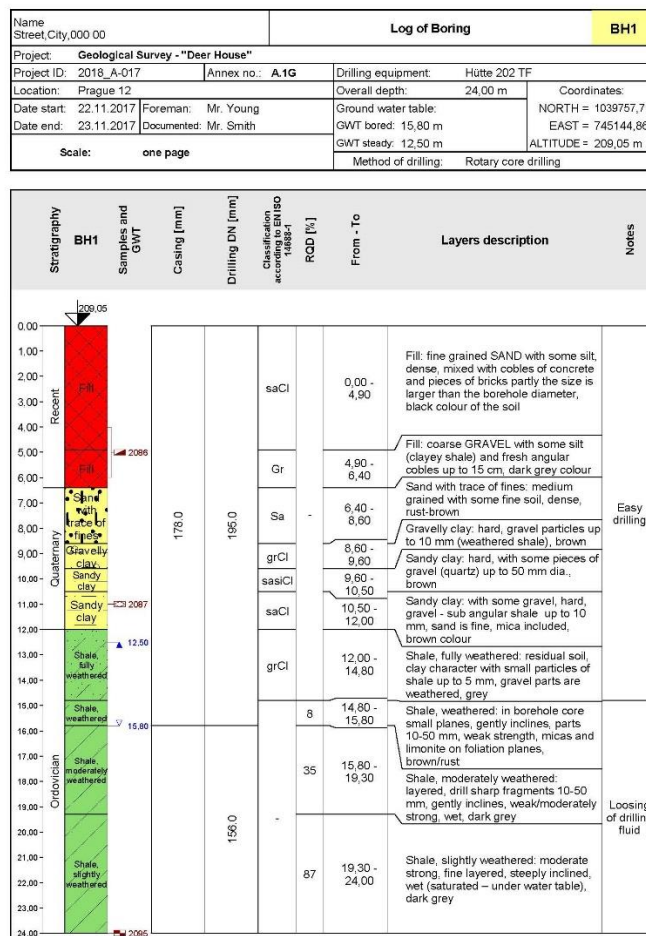 Name
Street,City,000 00
Log of Boring
BH1
Project: Geological Survey - "Deer House"
Project ID: 2018_A-017 Annex no.: A.1G Drilling equipment: Hütte 202 TF
Location: Prague 12 Overall depth: 24,00 m Coordinates:
Date start: 22.11.2017 Foreman: Mr. Young Ground water table: NORTH = 1039757,7
Date end: 23.11.2017 Documented: Mr. Smith GWT bored: 15,80 m EAST = 745144,86
Scale: one page GWT steady: 12,50 m ALTITUDE = 209,05 m
Method of drilling: Rotary core drilling
Stratigraphy
BH1
Samples and
GWT
Casing [mm]
Drilling DN [mm]
Classification
according to EN ISO
14688-1
RQD [%]
From - To
Layers description
Notes
209,05
0.00
1.00
2.00
3.00
4.00
5.00
6.00
7.00
8.00
9.00
10.00
11.00
12.00
13.00
14.00
15.00
16.00
17.00
18.00
19.00
20.00
21.00
22.00
23.00
24.00
Recent
Quaternary
Ordovician
Fill
Fill
Sand
with
trace of
fines
Gravelly
clay
Sandy
clay
Sandy
clay
Shale,
fully
weathered
Shale,
weathered
Shale,
moderately
weathered
Shale,
slightly
weathered
2086
2087
12,50
15,80
2095
178.0
195.0
156.0
saCl
Gr
Sa
grCl
sasiCl
saCl
grCl
-
-
8
35
87
0,00 -
4,90
4,90 -
6,40
6,40 -
8,60
8,60 -
9,60
9,60 -
10,50
10,50 -
12,00
12,00 -
14,80
14,80 -
15,80
15,80 -
19,30
19,30 -
24,00
Fill: fine grained SAND with some silt,
dense, mixed with cobles of concrete
and pieces of bricks partly the size is
larger than the borehole diameter,
black colour of the soil
Fill: coarse GRAVEL with some silt
(clayey shale) and fresh angular
cobles up to 15 cm, dark grey colour
Sand with trace of fines: medium
grained with some fine soil, dense,
rust-brown
Gravelly clay: hard, gravel particles up
to 10 mm (weathered shale), brown
Sandy clay: hard, with some pieces of
gravel (quartz) up to 50 mm dia.,
brown
Sandy clay: with some gravel, hard,
gravel - sub angular shale up to 10
mm, sand is fine, mica included,
brown colour
Shale, fully weathered: residual soil,
clay character with small particles of
shale up to 5 mm, gravel parts are
weathered, grey
Shale, weathered: in borehole core
small planes, gently inclines, parts
10-50 mm, weak strength, micas and
limonite on foliation planes,
brown/rust
Shale, moderately weathered:
layered, drill sharp fragments 10-50
mm, gently inclines, weak/moderately
strong, wet, dark grey
Shale, slightly weathered: moderate
strong, fine layered, steeply inclined,
wet (saturated – under water table),
dark grey
Easy
drilling
Loosing
of drilling
fluid